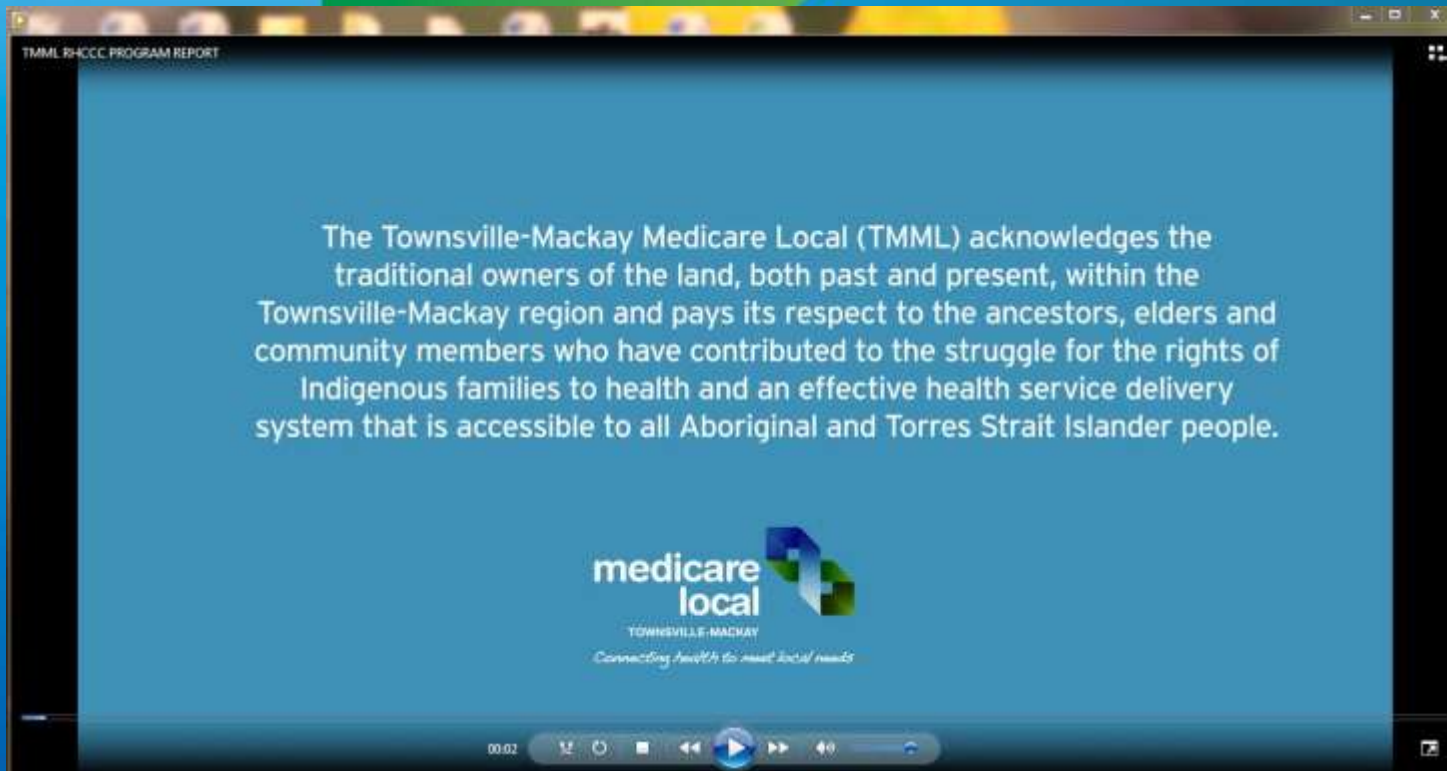 TMML RHCCC PROGRAM REPORT
The Townsville-Mackay Medicare Local (TMML) acknowledges the
traditional owners of the land, both past and present, within the
Townsville-Mackay region and pays its respect to the ancestors, elders and
community members who have contributed to the struggle for the rights of
Indigenous families to health and an effective health service delivery
system that is accessible to all Aboriginal and Torres Strait Islander people.
medicare
local
TOWNSVILLE-MACKAY
Connecting health to meet local needs
00:02